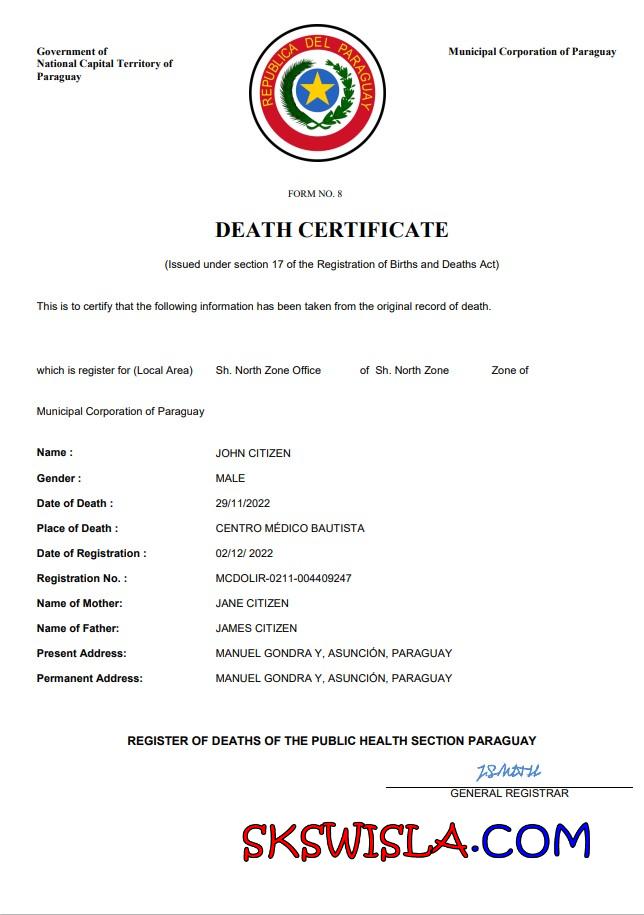 Government of
National Capital Territory of
Paraguay
Municipal Corporation of Paraguay
REPUBLICA DEL PARAGUAY
FORM NO. 8
DEATH CERTIFICATE
(Issued under section 17 of the Registration of Births and Deaths Act)
This is to certify that the following information has been taken from the original record of death.
which is register for (Local Area) Sh. North Zone Office of Sh. North Zone Zone of
Municipal Corporation of Paraguay
Name : JOHN CITIZEN
Gender : MALE
Date of Death : 29/11/2022
Place of Death : CENTRO MÉDICO BAUTISTA
Date of Registration : 02/12/ 2022
Registration No. : MCDOLIR-0211-004409247
Name of Mother: JANE CITIZEN
Name of Father: JAMES CITIZEN
Present Address: MANUEL GONDRA Y, ASUNCIÓN, PARAGUAY
Permanent Address: MANUEL GONDRA Y, ASUNCIÓN, PARAGUAY
REGISTER OF DEATHS OF THE PUBLIC HEALTH SECTION PARAGUAY
GENERAL REGISTRAR
SKSWISLA.COM